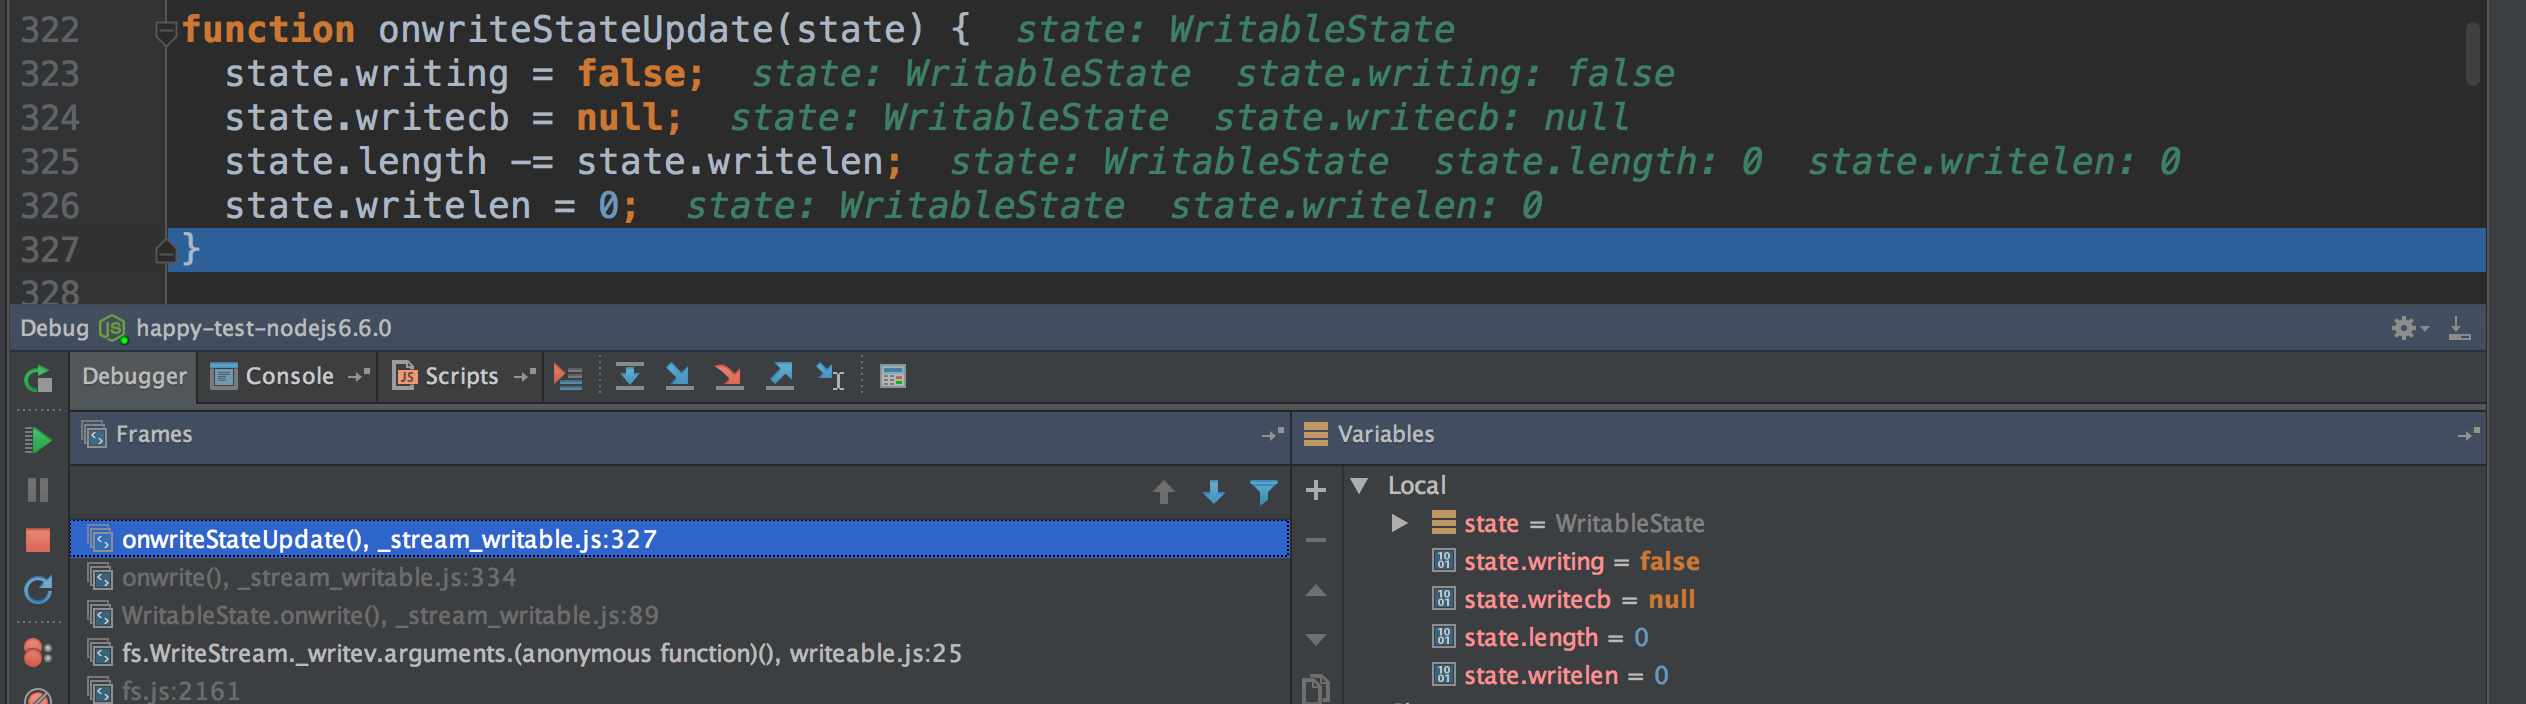 322 function onwriteStateUpdate(state) { state: WritableState
323 state.writing = false; state: WritableState state.writing: false
324 state.writecb = null; state: WritableState state.writecb: null
325 state.length -= state.writelen; state: WritableState state.length: 0 state.writelen: 0
326 state.writelen = 0; state: WritableState state.writelen: 0
327 }
328
Debug happy-test-nodejs6.6.0
Debugger Console Scripts
Frames
onwriteStateUpdate(), _stream_writable.js:327
onwrite(), _stream_writable.js:334
WritableState.onwrite(), _stream_writable.js:89
fs.WriteStream._writev.arguments.(anonymous function)(), writeable.js:25
fs.js:2161
Variables
Local
state = WritableState
state.writing = false
state.writecb = null
state.length = 0
state.writelen = 0